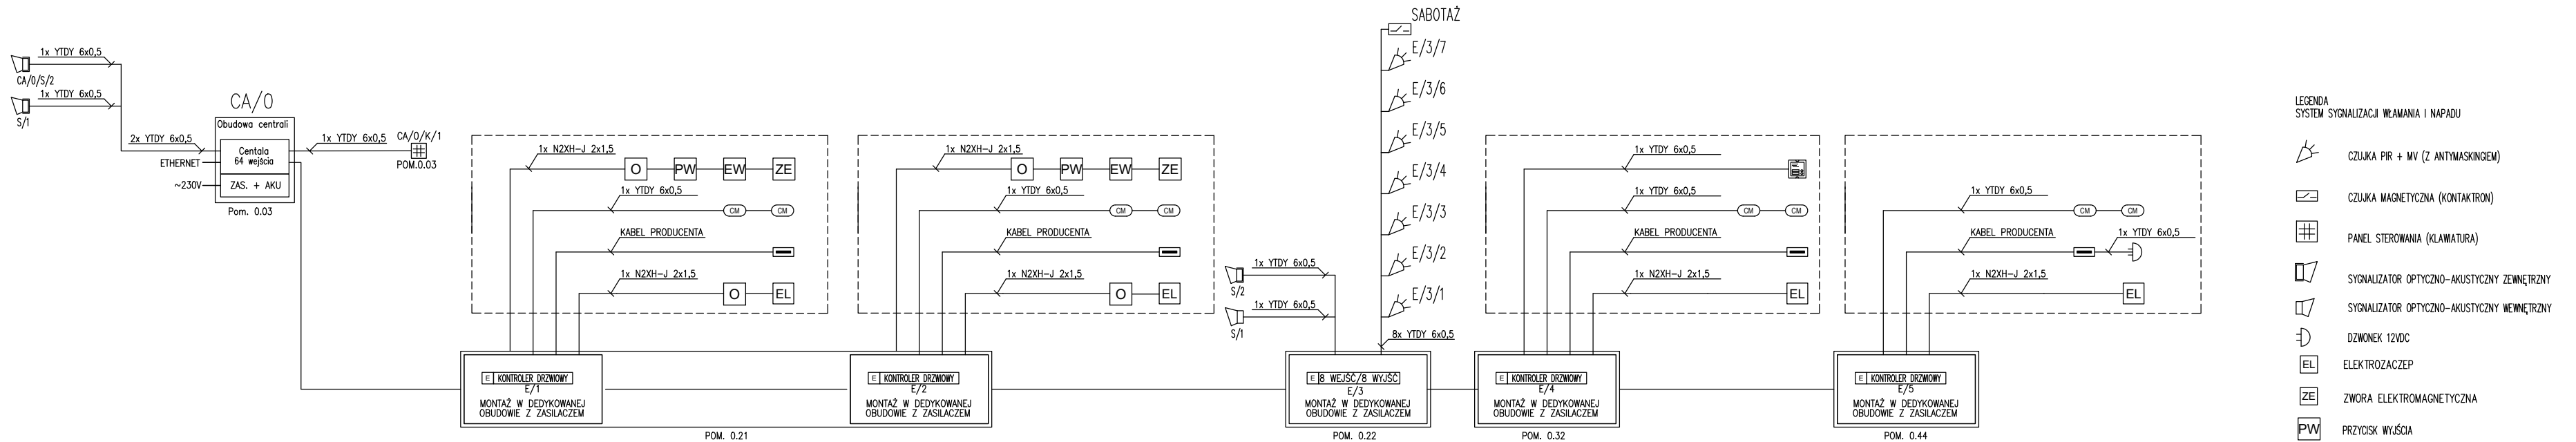 SABOTAŻ
E/3/7
E/3/6
E/3/5
E/3/4
E/3/3
E/3/2
E/3/1
8x YTDY 6x0,5
1x YTDY 6x0,5
CA/0/S/2
1x YTDY 6x0,5
S/1
2x YTDY 6x0,5
CA/0
Obudowa centrali
Centala
64 wejścia
ZAS. + AKU
ETHERNET
~230V
Pom. 0.03
1x YTDY 6x0,5
CA/0/K/1
POM.0.03
1x N2XH-J 2x1,5
O PW EW ZE
1x YTDY 6x0,5
CM CM
KABEL PRODUCENTA
1x N2XH-J 2x1,5
O EL
E KONTROLER DRZWIOWY
E/1
MONTAŻ W DEDYKOWANEJ
OBUDOWIE Z ZASILACZEM
1x N2XH-J 2x1,5
O PW EW ZE
1x YTDY 6x0,5
CM CM
KABEL PRODUCENTA
1x N2XH-J 2x1,5
O EL
E KONTROLER DRZWIOWY
E/2
MONTAŻ W DEDYKOWANEJ
OBUDOWIE Z ZASILACZEM
POM. 0.21
1x YTDY 6x0,5
S/2
1x YTDY 6x0,5
S/1
E 8 WEJŚĆ/8 WYJŚĆ
E/3
MONTAŻ W DEDYKOWANEJ
OBUDOWIE Z ZASILACZEM
POM. 0.22
1x YTDY 6x0,5
1x YTDY 6x0,5
CM CM
KABEL PRODUCENTA
1x N2XH-J 2x1,5
EL
E KONTROLER DRZWIOWY
E/4
MONTAŻ W DEDYKOWANEJ
OBUDOWIE Z ZASILACZEM
POM. 0.32
1x YTDY 6x0,5
CM CM
KABEL PRODUCENTA
1x YTDY 6x0,5
1x N2XH-J 2x1,5
EL
E KONTROLER DRZWIOWY
E/5
MONTAŻ W DEDYKOWANEJ
OBUDOWIE Z ZASILACZEM
POM. 0.44
LEGENDA
SYSTEM SYGNALIZACJI WŁAMANIA I NAPADU
CZUJKA PIR + MV (Z ANTYMASKINGIEM)
CZUJKA MAGNETYCZNA (KONTAKTRON)
PANEL STEROWANIA (KLAWIATURA)
SYGNALIZATOR OPTYCZNO-AKUSTYCZNY ZEWNĘTRZNY
SYGNALIZATOR OPTYCZNO-AKUSTYCZNY WEWNĘTRZNY
DZWONEK 12VDC
EL ELEKTROZACZEP
ZE ZWORA ELEKTROMAGNETYCZNA
PW PRZYCISK WYJŚCIA